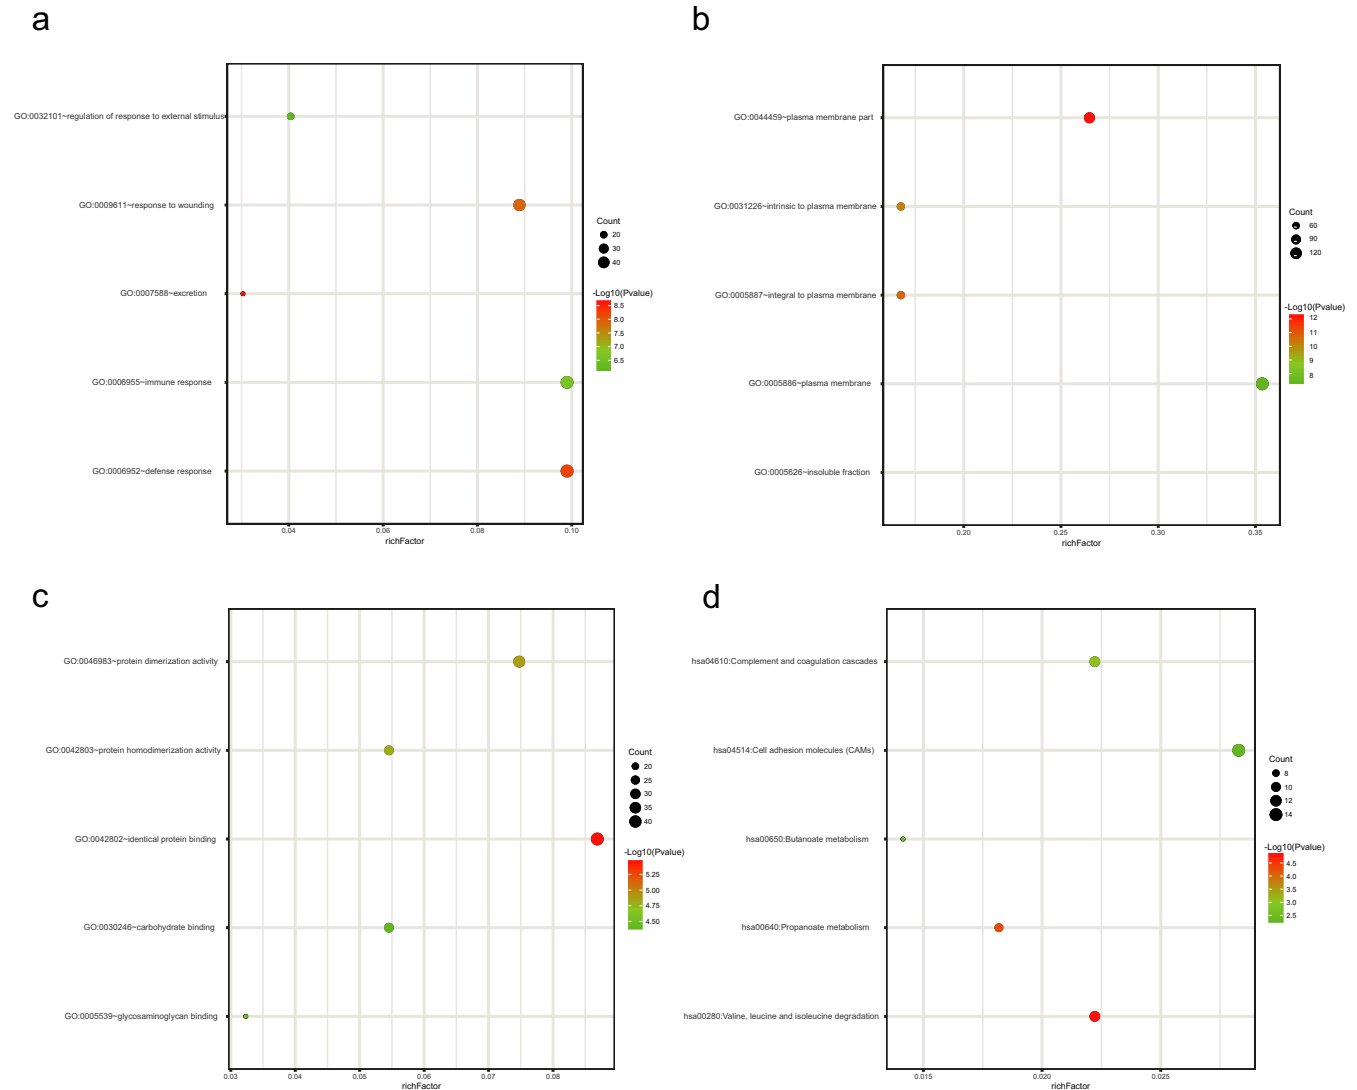 a
GO:0032101~regulation of response to external stimulus
GO:0009611~response to wounding
GO:0007588~excretion
GO:0006955~immune response
GO:0006952~defense response
0.04
0.06
0.08
0.10
richFactor
Count
20
30
40
-Log10(Pvalue)
8.5
8.0
7.5
7.0
6.5
b
GO:0044459~plasma membrane part
GO:0031226~intrinsic to plasma membrane
GO:0005887~integral to plasma membrane
GO:0005886~plasma membrane
GO:0005626~insoluble fraction
0.20
0.25
0.30
0.35
richFactor
Count
60
90
120
-Log10(Pvalue)
12
11
10
9
8
c
GO:0046983~protein dimerization activity
GO:0042803~protein homodimerization activity
GO:0042802~identical protein binding
GO:0030246~carbohydrate binding
GO:0005539~glycosaminoglycan binding
0.03
0.04
0.05
0.06
0.07
0.08
richFactor
Count
20
25
30
35
40
-Log10(Pvalue)
5.25
5.00
4.75
4.50
d
hsa04610:Complement and coagulation cascades
hsa04514:Cell adhesion molecules (CAMs)
hsa00650:Butanoate metabolism
hsa00640:Propanoate metabolism
hsa00280:Valine, leucine and isoleucine degradation
0.015
0.020
0.025
richFactor
Count
8
10
12
14
-Log10(Pvalue)
4.5
4.0
3.5
3.0
2.5